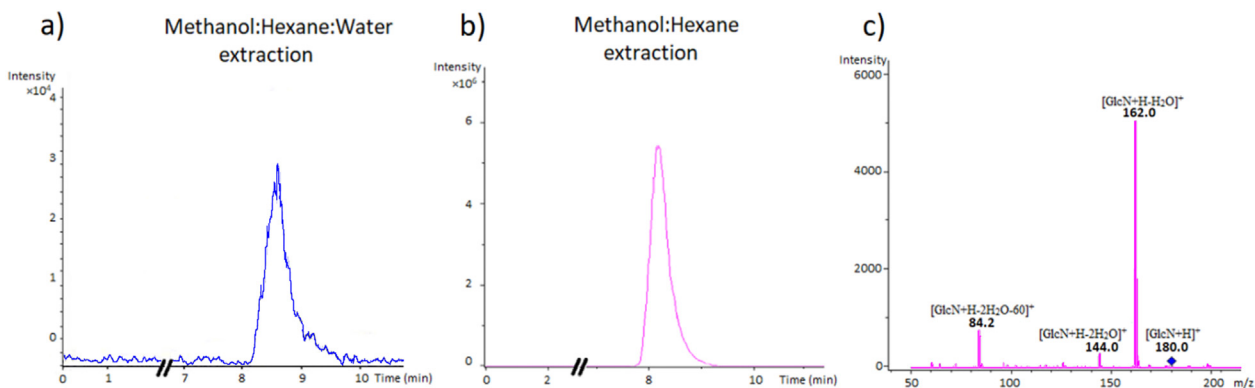 a)
Methanol:Hexane:Water
extraction
Intensity
×10⁴
4
3
2
1
0
0 1 7 8 9 10 Time (min)
b)
Methanol:Hexane
extraction
Intensity
×10⁶
6
4
2
0
0 2 8 10 Time (min)
c)
Intensity
6000
4000
2000
0
[GlcN+H-H₂O]⁺
162.0
[GlcN+H-2H₂O-60]⁺
84.2
[GlcN+H-2H₂O]⁺
144.0
[GlcN+H]⁺
180.0
50 100 150 200 m